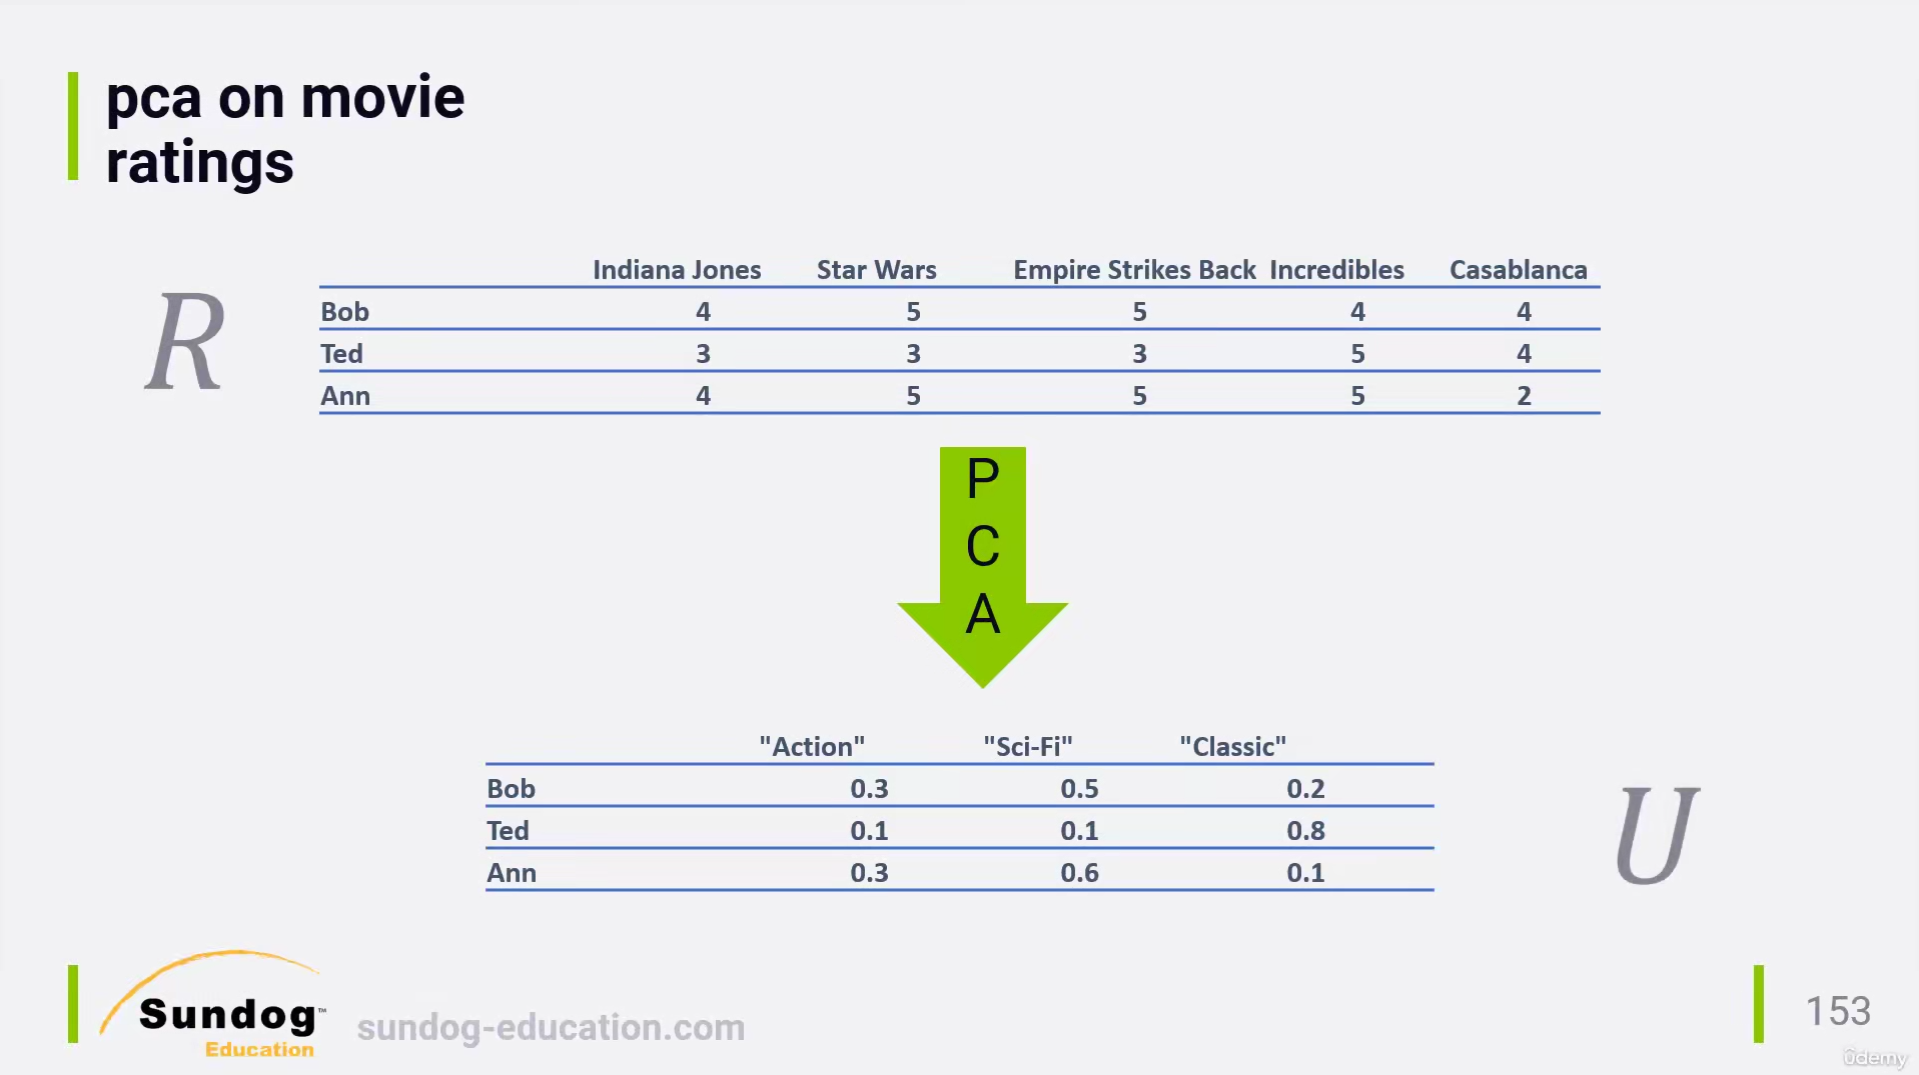 pca on movie
ratings
R
Indiana Jones Star Wars Empire Strikes Back Incredibles Casablanca
Bob 4 5 5 4 4
Ted 3 3 3 5 4
Ann 4 5 5 5 2
P
C
A
"Action" "Sci-Fi" "Classic"
Bob 0.3 0.5 0.2
Ted 0.1 0.1 0.8
Ann 0.3 0.6 0.1
U
Sundog™
Education
sundog-education.com
153
ûdemy